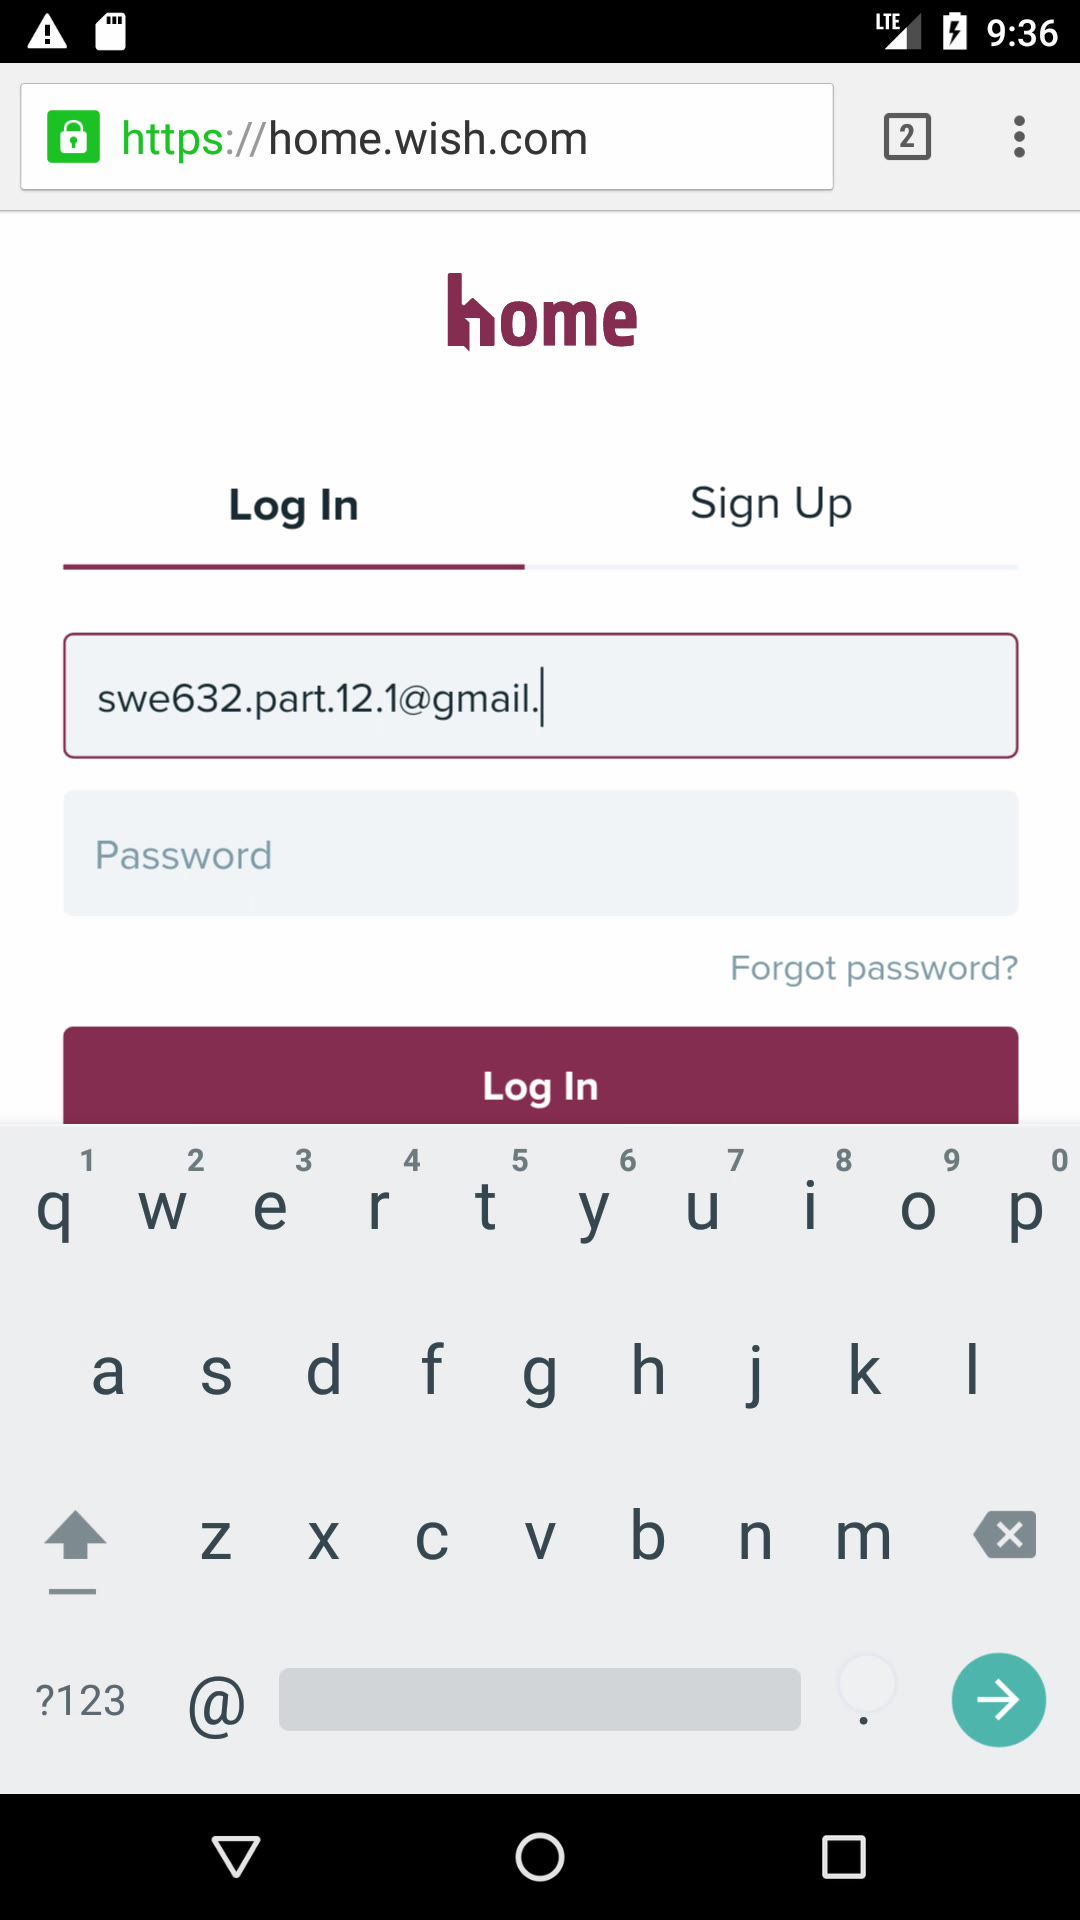 LTE 9:36
https://home.wish.com 2
home
Log In Sign Up
swe632.part.12.1@gmail.
Password
Forgot password?
Log In
1 2 3 4 5 6 7 8 9 0
q w e r t y u i o p
a s d f g h j k l
z x c v b n m
?123 @ .